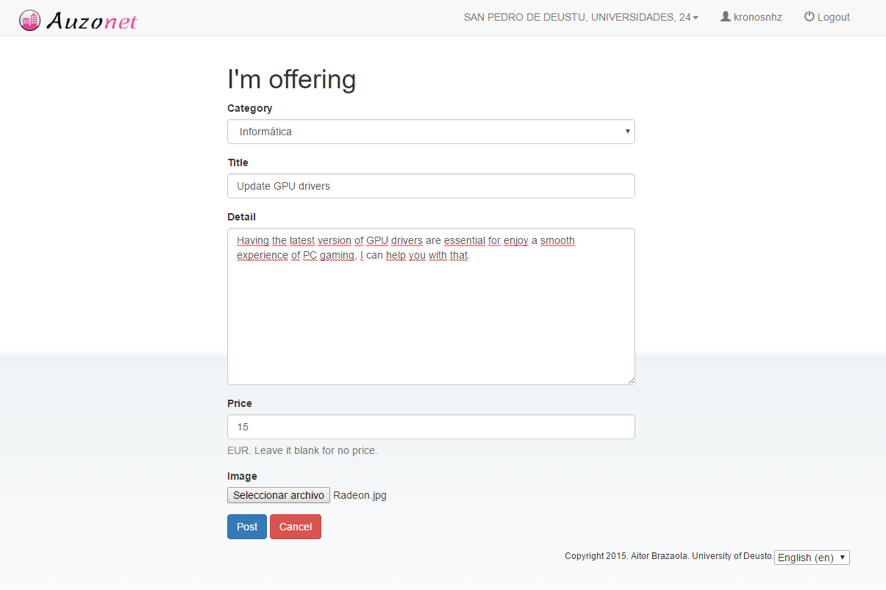 Auzonet
SAN PEDRO DE DEUSTU, UNIVERSIDADES, 24
kronosnhz
Logout
I'm offering
Category
Informática
Title
Update GPU drivers
Detail
Having the latest version of GPU drivers are essential for enjoy a smooth
experience of PC gaming, I can help you with that.
Price
15
EUR. Leave it blank for no price.
Image
Seleccionar archivo Radeon.jpg
Post Cancel
Copyright 2015. Aitor Brazaola. University of Deusto. English (en)